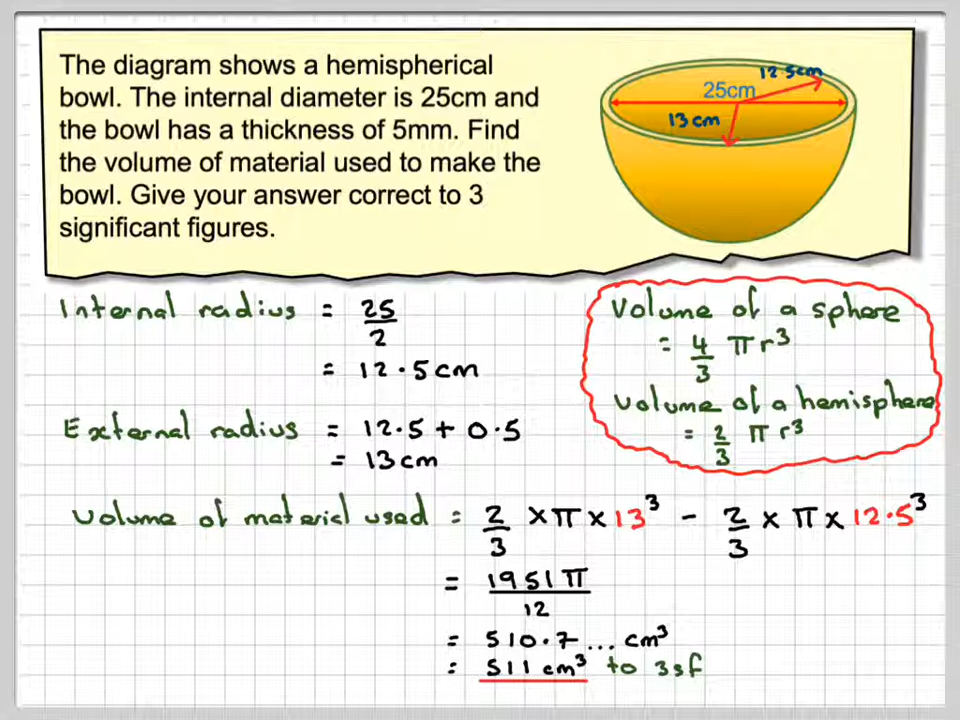 The diagram shows a hemispherical
bowl. The internal diameter is 25cm and
the bowl has a thickness of 5mm. Find
the volume of material used to make the
bowl. Give your answer correct to 3
significant figures.
12.5cm
25cm
13cm
Internal radius = 25/2
= 12.5cm
External radius = 12.5 + 0.5
= 13cm
Volume of a sphere
= 4/3 πr³
Volume of a hemisphere
= 2/3 πr³
Volume of material used = 2/3 × π × 13³ − 2/3 × π × 12.5³
= 1951π/12
= 510.7... cm³
= 511 cm³ to 3sf